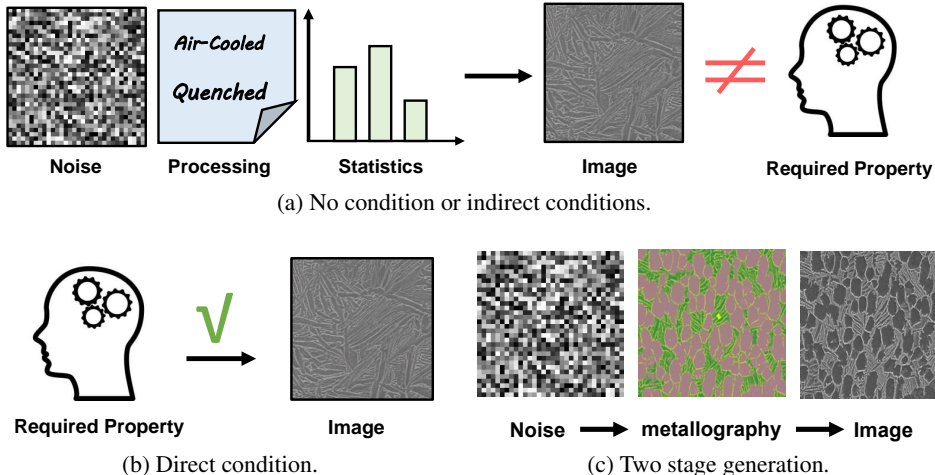 Air-Cooled
Quenched
Noise Processing Statistics Image Required Property
(a) No condition or indirect conditions.
√
Required Property Image
Noise metallography Image
(b) Direct condition. (c) Two stage generation.